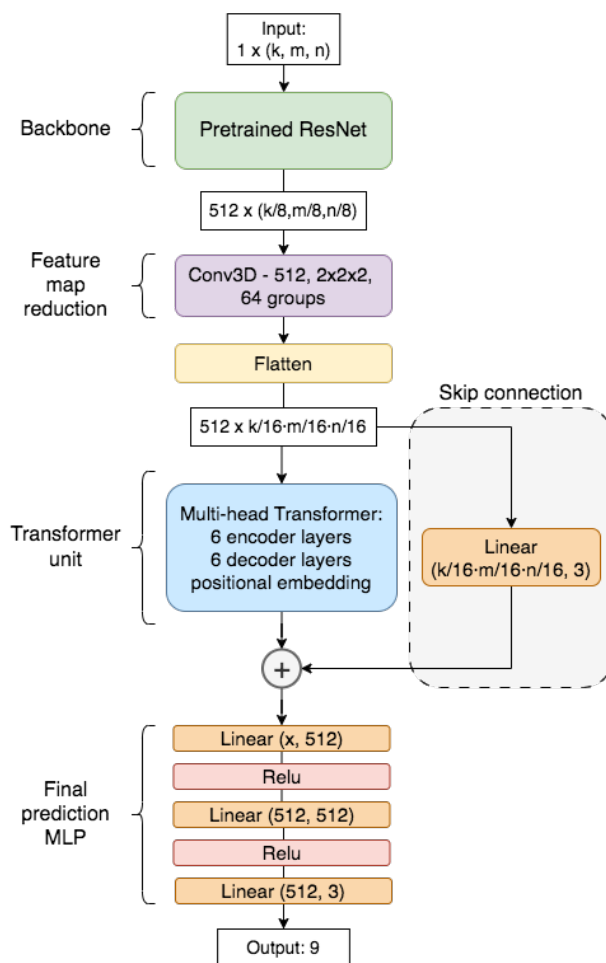 Input:
1 x (k, m, n)
Backbone
Pretrained ResNet
512 x (k/8,m/8,n/8)
Feature
map
reduction
Conv3D - 512, 2x2x2,
64 groups
Flatten
Skip connection
512 x k/16·m/16·n/16
Transformer
unit
Multi-head Transformer:
6 encoder layers
6 decoder layers
positional embedding
Linear
(k/16·m/16·n/16, 3)
+
Final
prediction
MLP
Linear (x, 512)
Relu
Linear (512, 512)
Relu
Linear (512, 3)
Output: 9